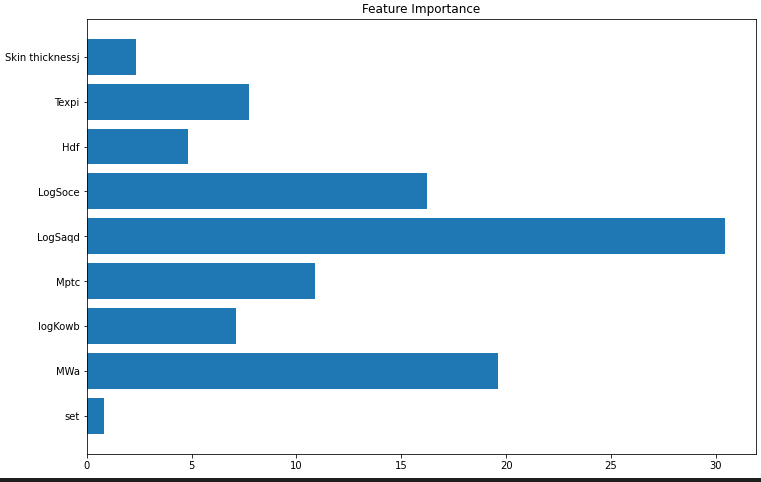 Feature Importance
Skin thicknessj
Texpi
Hdf
LogSoce
LogSaqd
Mptc
logKowb
MWa
set
0 5 10 15 20 25 30